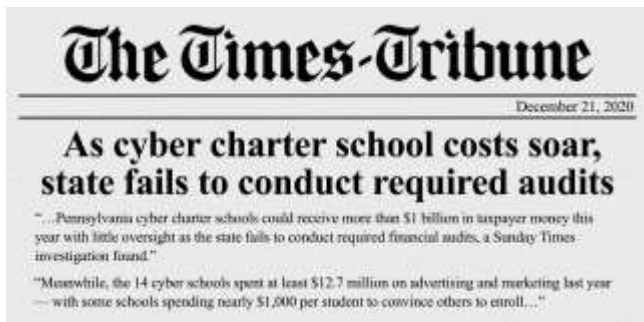 The Times-Tribune
December 21, 2020
As cyber charter school costs soar,
state fails to conduct required audits
“…Pennsylvania cyber charter schools could receive more than $1 billion in taxpayer money this
year with little oversight as the state fails to conduct required financial audits, a Sunday Times
investigation found.”
“Meanwhile, the 14 cyber schools spent at least $12.7 million on advertising and marketing last year
— with some schools spending nearly $1,000 per student to convince others to enroll…”